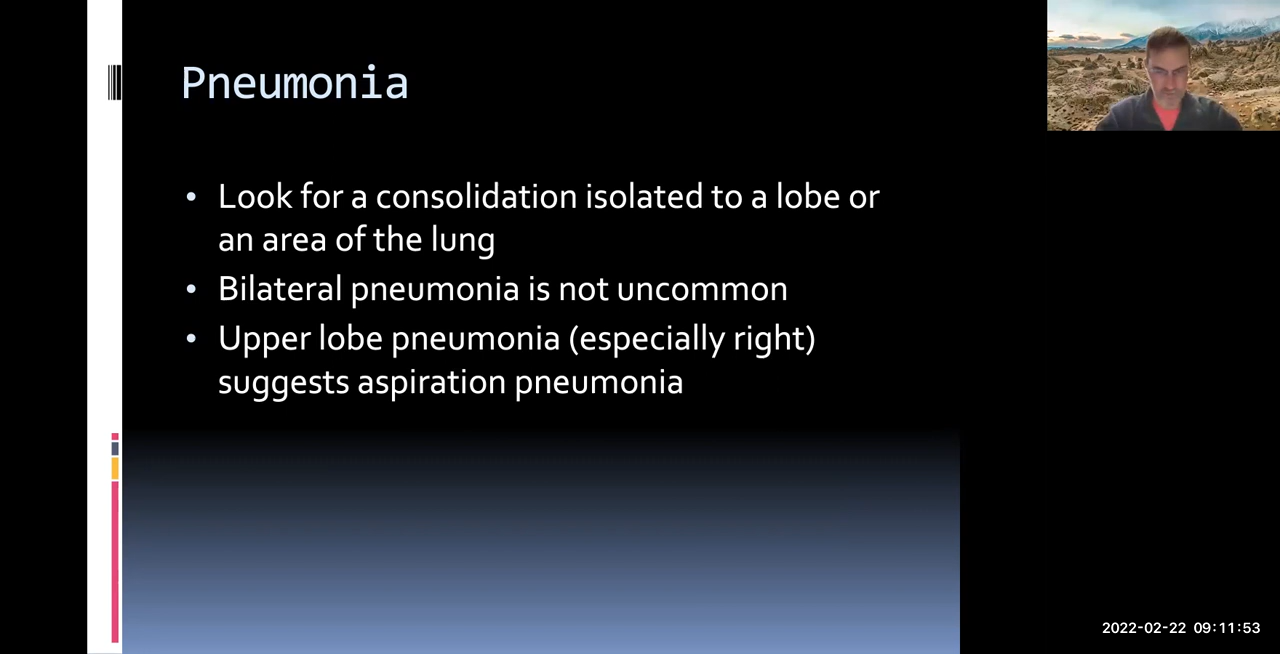 Pneumonia
• Look for a consolidation isolated to a lobe or
an area of the lung
• Bilateral pneumonia is not uncommon
• Upper lobe pneumonia (especially right)
suggests aspiration pneumonia
2022-02-22 09:11:53